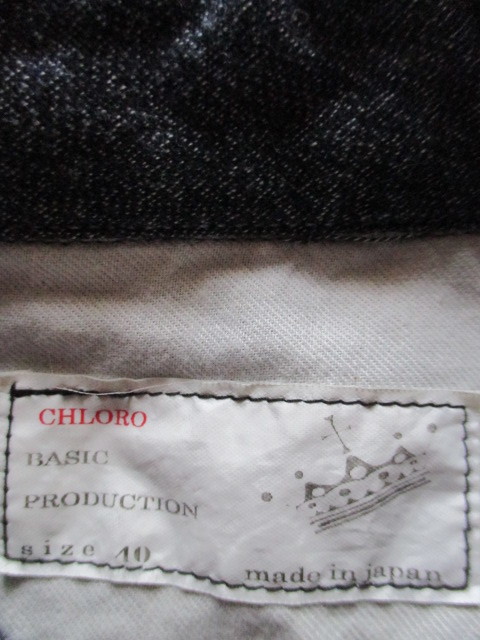 CHLORO
BASIC
PRODUCTION
size 40
made in japan